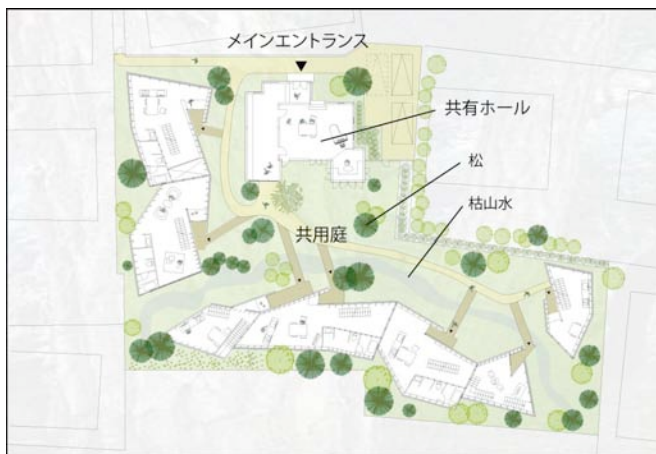 メインエントランス
共有ホール
松
枯山水
共用庭